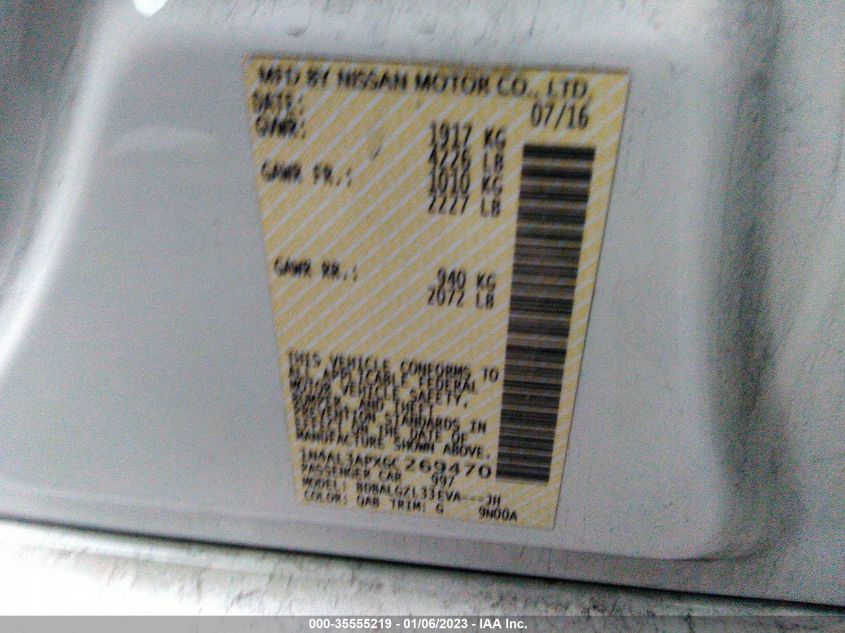 MFD BY NISSAN MOTOR CO., LTD.
DATE: 07/16
GVWR: 1917 KG
4226 LB
GAWR FR.: 1010 KG
2227 LB
GAWR RR.: 940 KG
2072 LB
THIS VEHICLE CONFORMS TO
ALL APPLICABLE FEDERAL
MOTOR VEHICLE SAFETY,
BUMPER, AND THEFT
PREVENTION STANDARDS IN
EFFECT ON THE DATE OF
MANUFACTURE SHOWN ABOVE.
1N4AL3APXGC269470
PASSENGER CAR 997
MODEL: BDBALGZL33EVA---JH
COLOR: QAB TRIM: G 9N00A
000-35555219 - 01/06/2023 - IAA Inc.